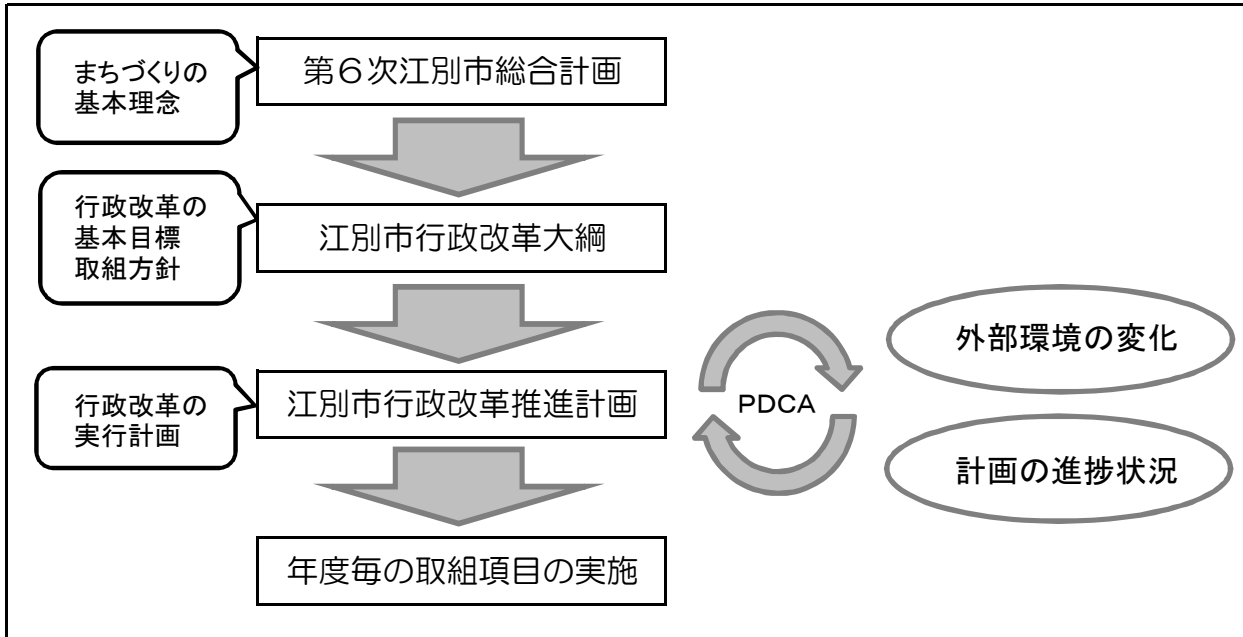 まちづくりの
基本理念
第６次江別市総合計画
行政改革の
基本目標
取組方針
江別市行政改革大綱
行政改革の
実行計画
江別市行政改革推進計画
年度毎の取組項目の実施
PDCA
外部環境の変化
計画の進捗状況